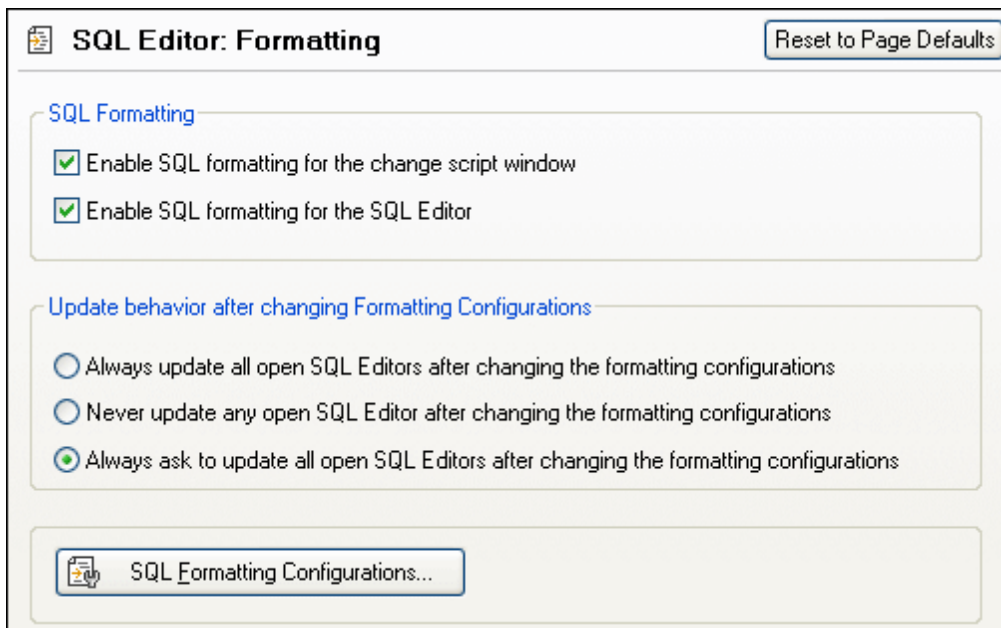 SQL Editor: Formatting
Reset to Page Defaults
SQL Formatting
Enable SQL formatting for the change script window
Enable SQL formatting for the SQL Editor
Update behavior after changing Formatting Configurations
Always update all open SQL Editors after changing the formatting configurations
Never update any open SQL Editor after changing the formatting configurations
Always ask to update all open SQL Editors after changing the formatting configurations
SQL Formatting Configurations...